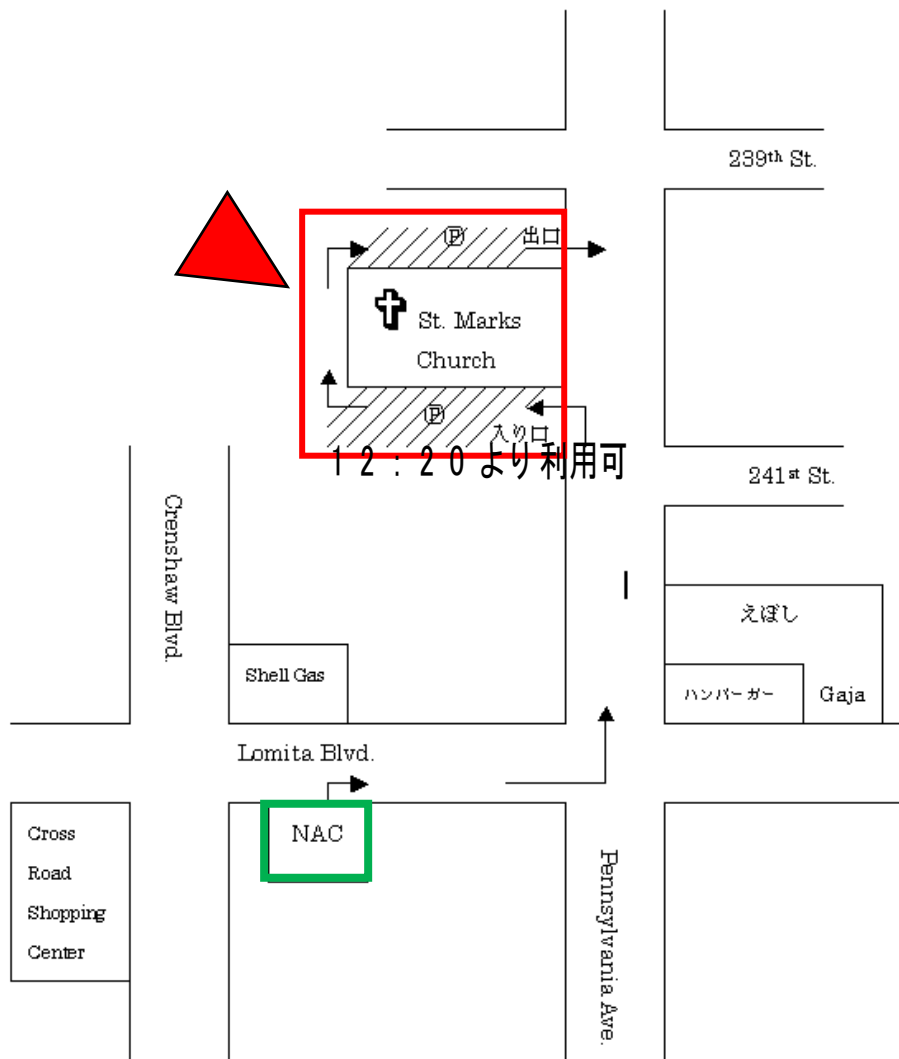 239th St.
Ⓟ
出口
St. Marks
Church
Ⓟ
入り口
12:20より利用可
241st St.
Crenshaw Blvd.
えぼし
Shell Gas
ハンバーガー
Gaja
Lomita Blvd.
NAC
Cross
Road
Shopping
Center
Pennsylvania Ave.